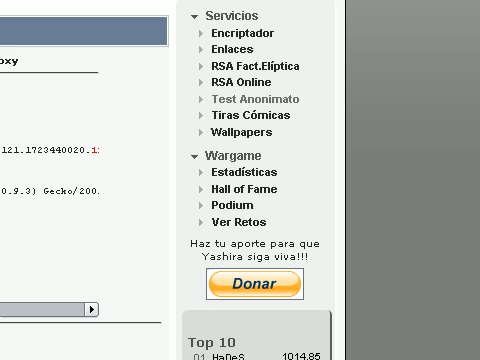 Servicios
Encriptador
Enlaces
RSA Fact.Elíptica
RSA Online
Test Anonimato
Tiras Cómicas
Wallpapers
Wargame
Estadísticas
Hall of Fame
Podium
Ver Retos
Haz tu aporte para que
Yashira siga viva!!!
Donar
Top 10
01 HaDeS 1014.85
oxy
121.1723440020.1
0.9.3) Gecko/200